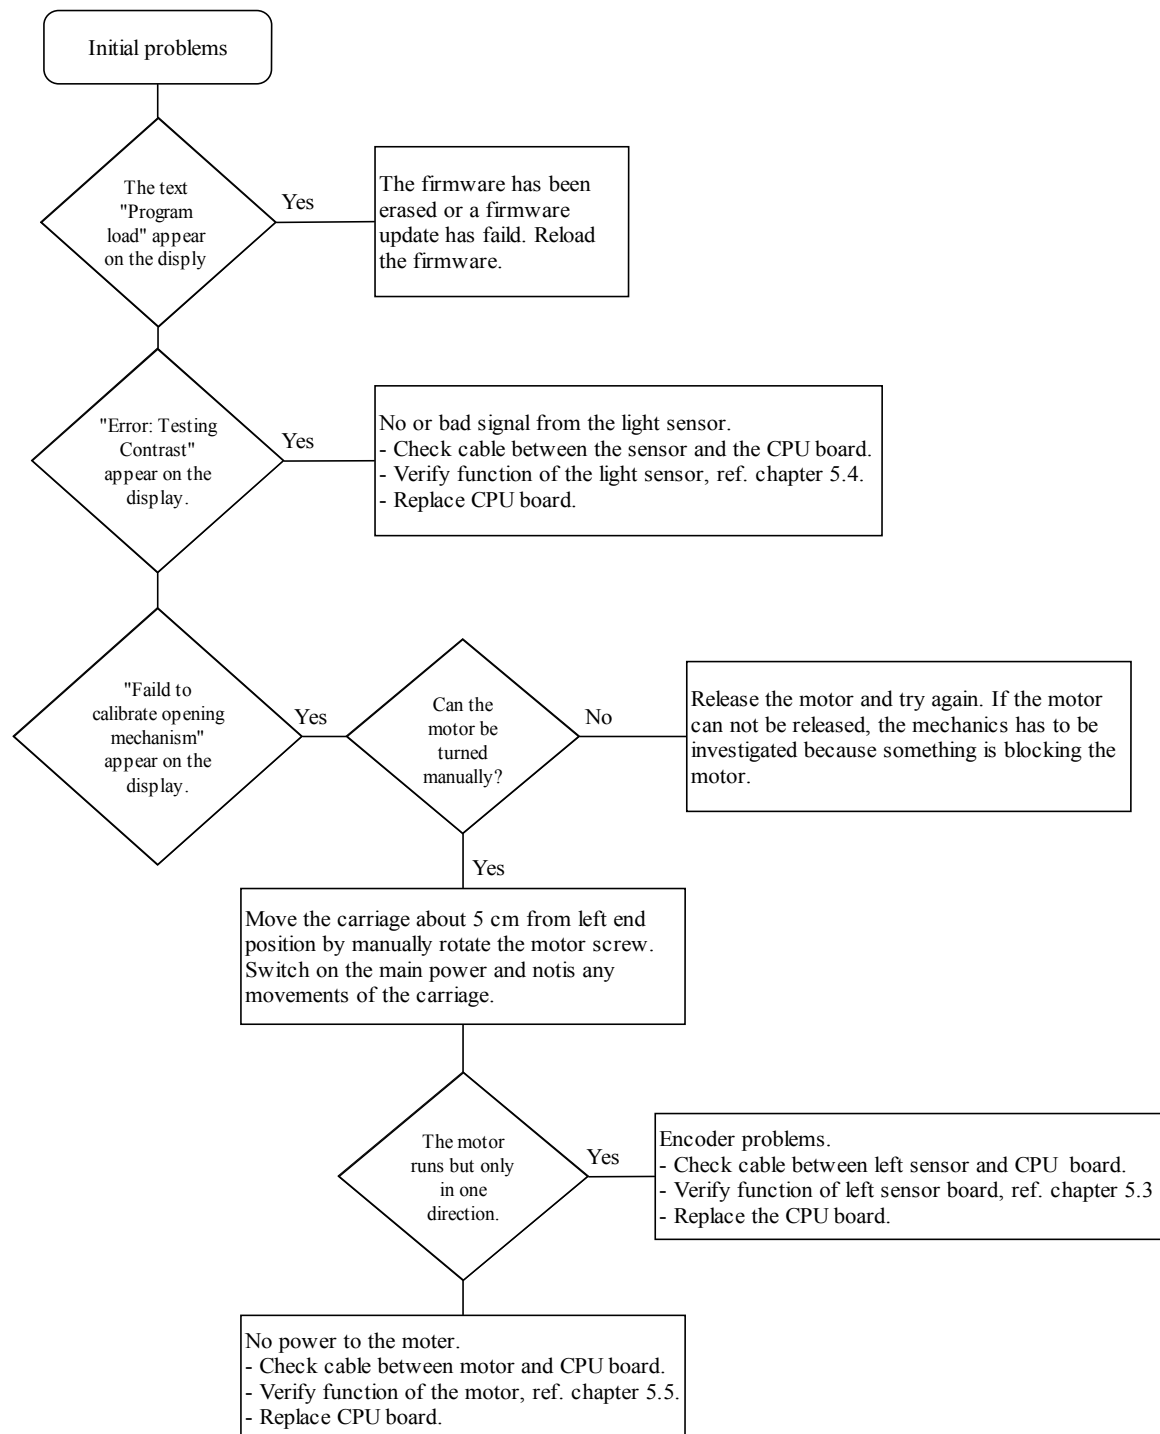 Initial problems
The text
"Program
load" appear
on the disply
Yes
The firmware has been
erased or a firmware
update has faild. Reload
the firmware.
"Error: Testing
Contrast"
appear on the
display.
Yes
No or bad signal from the light sensor.
- Check cable between the sensor and the CPU board.
- Verify function of the light sensor, ref. chapter 5.4.
- Replace CPU board.
"Faild to
calibrate opening
mechanism"
appear on the
display.
Yes
Can the
motor be
turned
manually?
No
Release the motor and try again. If the motor
can not be released, the mechanics has to be
investigated because something is blocking the
motor.
Yes
Move the carriage about 5 cm from left end
position by manually rotate the motor screw.
Switch on the main power and notis any
movements of the carriage.
The motor
runs but only
in one
direction.
Yes
Encoder problems.
- Check cable between left sensor and CPU board.
- Verify function of left sensor board, ref. chapter 5.3
- Replace the CPU board.
No power to the moter.
- Check cable between motor and CPU board.
- Verify function of the motor, ref. chapter 5.5.
- Replace CPU board.